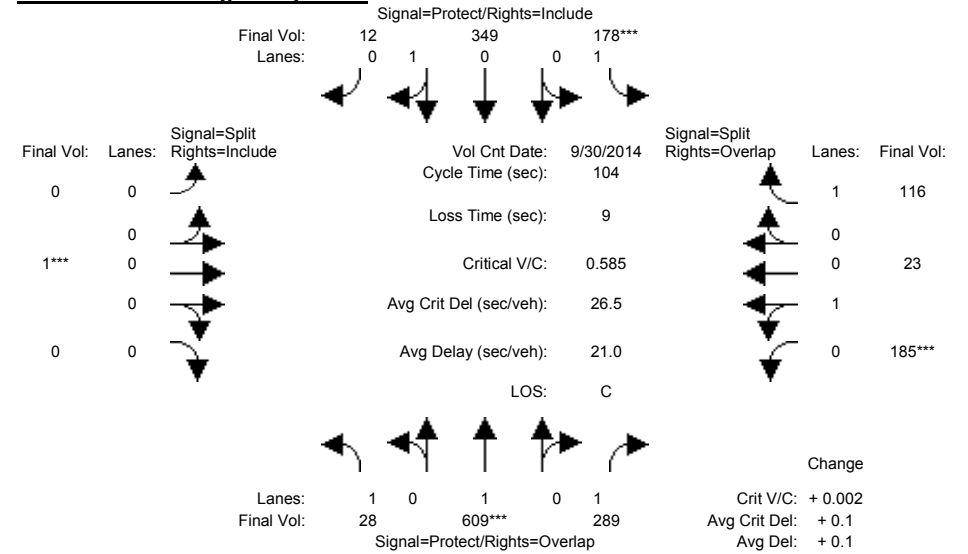 Signal=Protect/Rights=Include
Final Vol: 12 349 178***
Lanes: 0 1 0 0 1
Signal=Split Signal=Split
Final Vol: Lanes: Rights=Include Vol Cnt Date: 9/30/2014 Rights=Overlap Lanes: Final Vol:
Cycle Time (sec): 104
0 0 1 116
Loss Time (sec): 9
0 0
1*** 0 Critical V/C: 0.585 0 23
0 Avg Crit Del (sec/veh): 26.5 1
0 0 Avg Delay (sec/veh): 21.0 0 185***
LOS: C
Change
Lanes: 1 0 1 0 1 Crit V/C: + 0.002
Final Vol: 28 609*** 289 Avg Crit Del: + 0.1
Signal=Protect/Rights=Overlap Avg Del: + 0.1